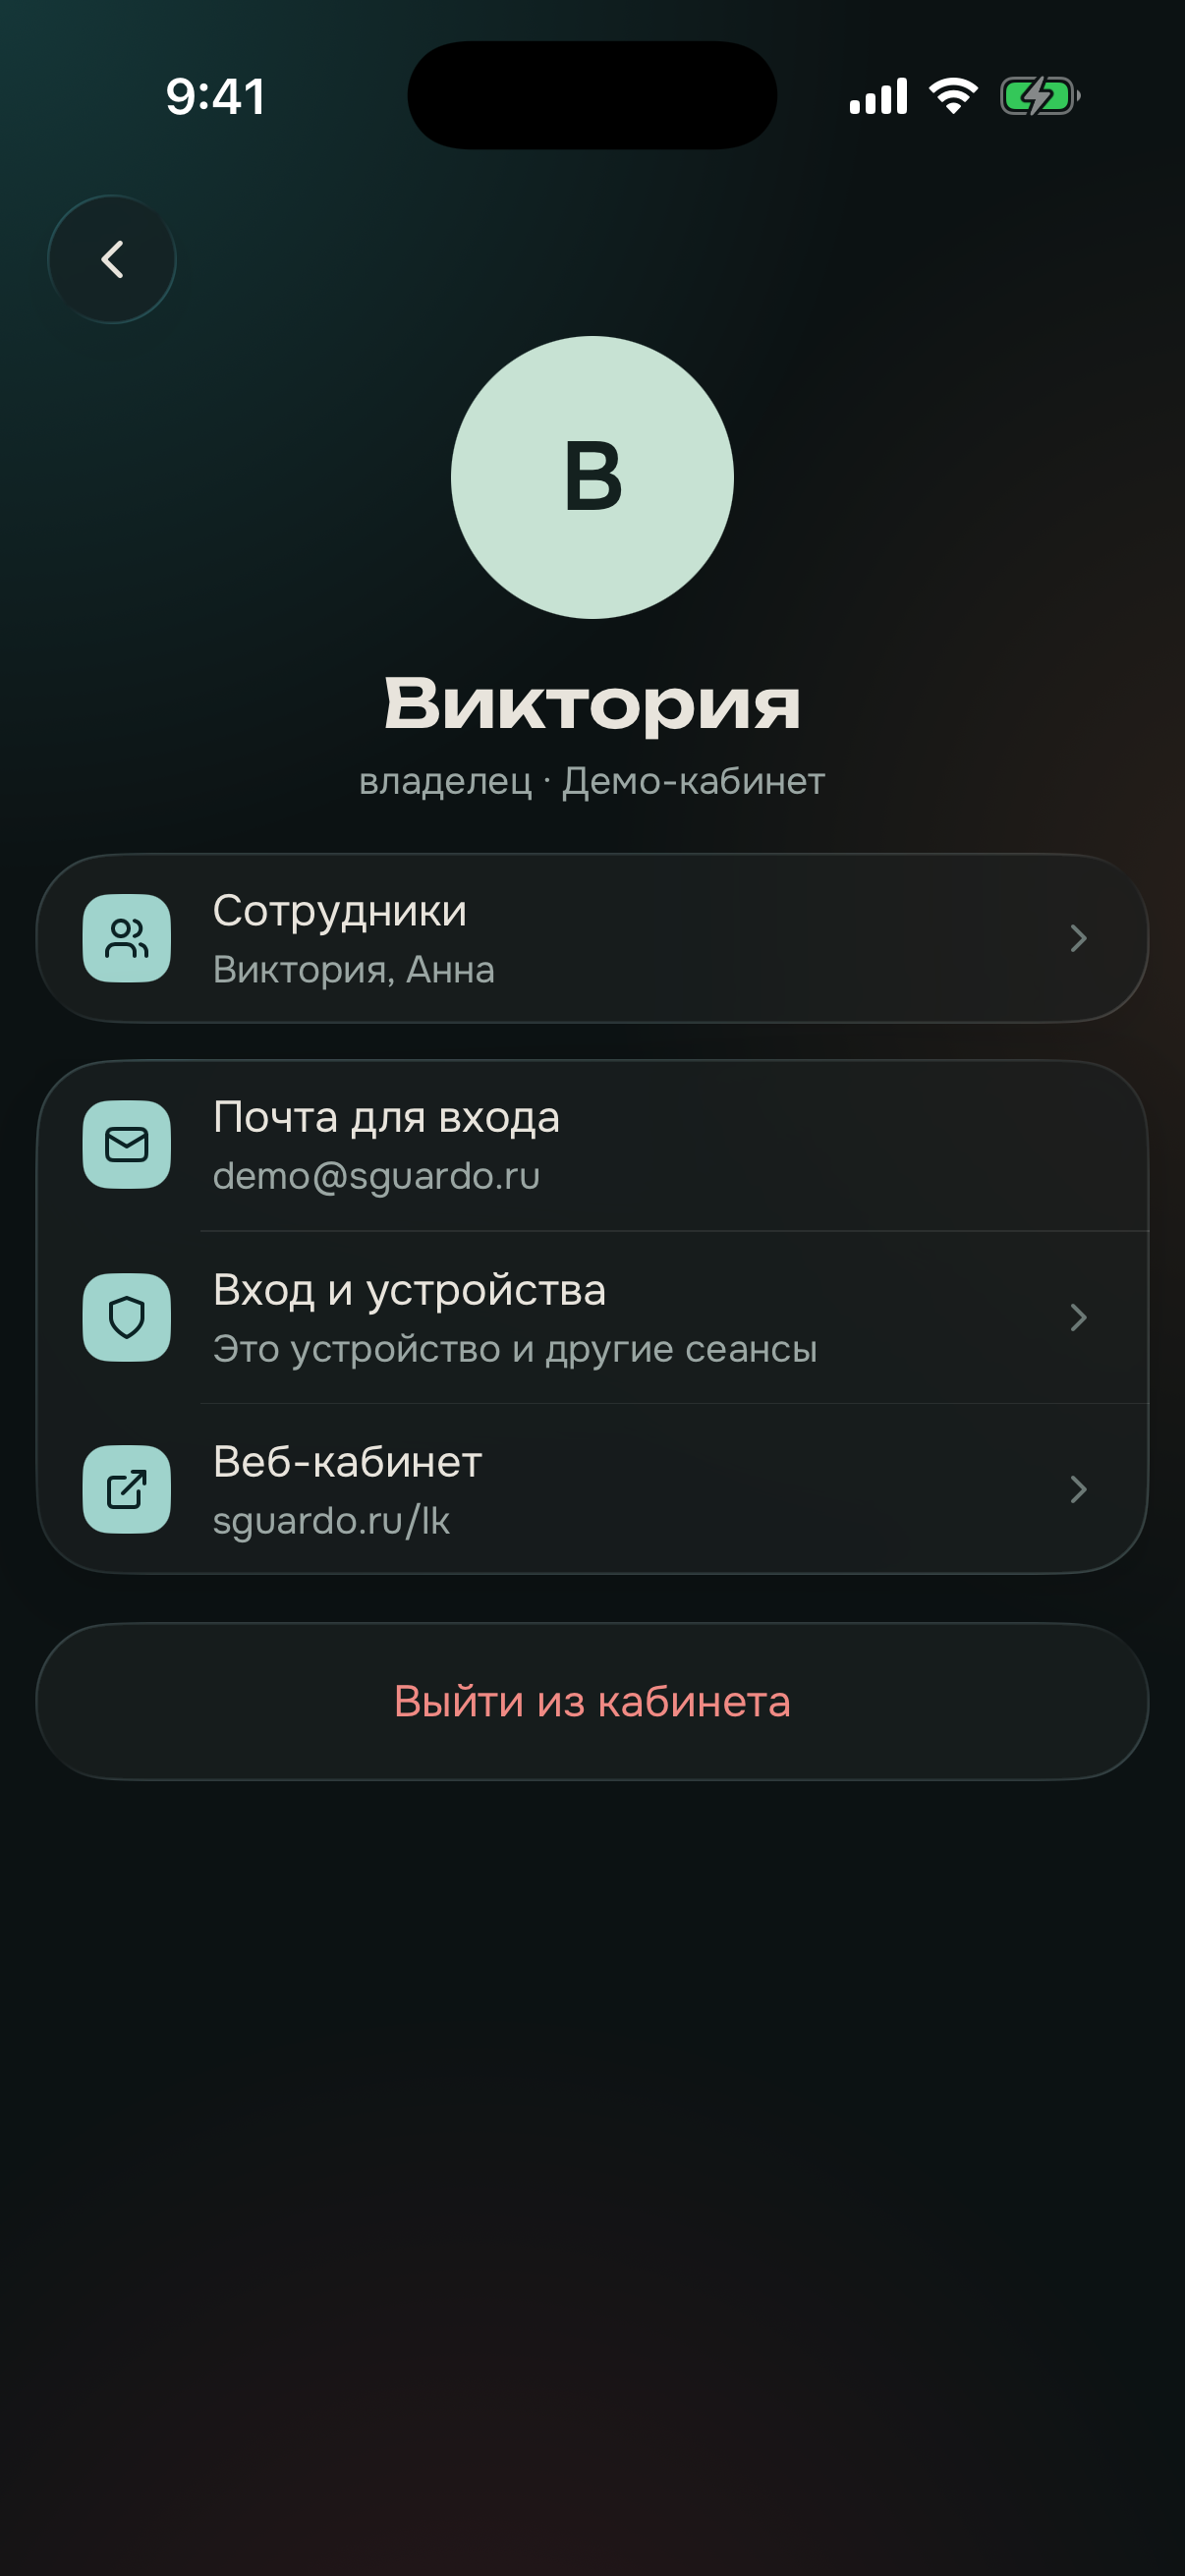 9:41
В
Виктория
владелец · Демо-кабинет
Сотрудники
Виктория, Анна
Почта для входа
demo@sguardo.ru
Вход и устройства
Это устройство и другие сеансы
Веб-кабинет
sguardo.ru/lk
Выйти из кабинета